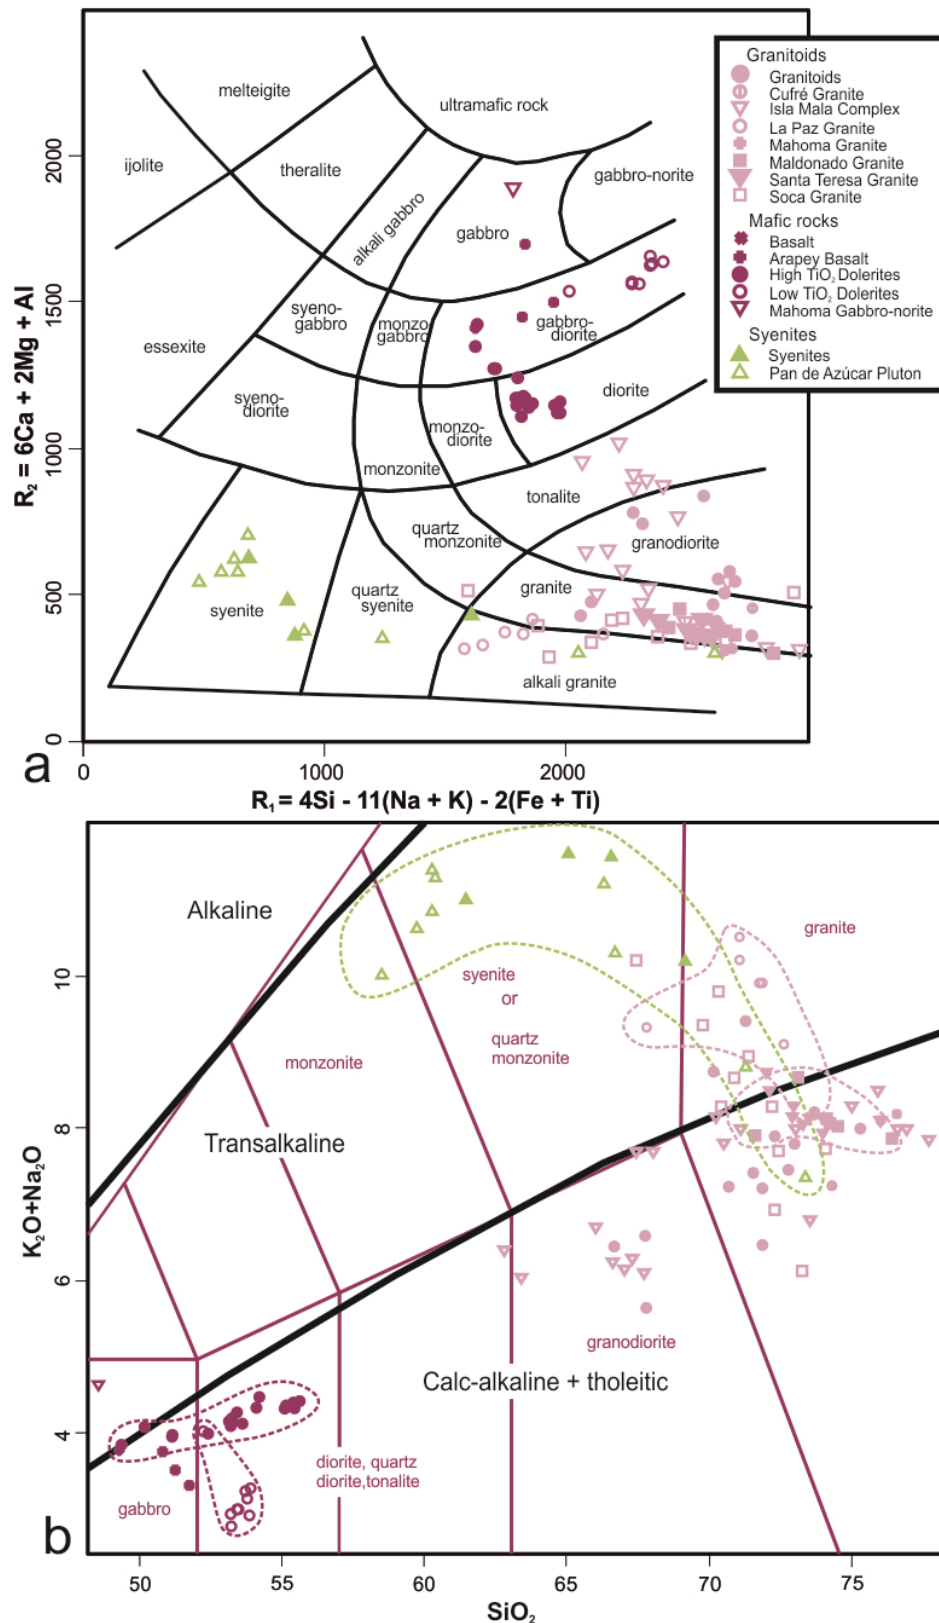 melteigite
ultramafic rock
ijolite
theralite
gabbro-norite
alkali gabbro
gabbro
syeno-
gabbro
monzo-
gabbro
gabbro-
diorite
essexite
syeno-
diorite
diorite
monzo-
diorite
monzonite
tonalite
quartz
monzonite
granodiorite
granite
quartz
syenite
syenite
alkali granite
Granitoids
Granitoids
Cufré Granite
Isla Mala Complex
La Paz Granite
Mahoma Granite
Maldonado Granite
Santa Teresa Granite
Soca Granite
Mafic rocks
Basalt
Arapey Basalt
High TiO₂ Dolerites
Low TiO₂ Dolerites
Mahoma Gabbro-norite
Syenites
Syenites
Pan de Azúcar Pluton
2000
1500
1000
500
0
R₂ = 6Ca + 2Mg + Al
a
0
1000
2000
R₁ = 4Si - 11(Na + K) - 2(Fe + Ti)
Alkaline
granite
syenite
or
quartz
monzonite
monzonite
Transalkaline
granodiorite
Calc-alkaline + tholeitic
diorite, quartz
diorite,tonalite
gabbro
10
8
6
4
K₂O+Na₂O
b
50
55
60
65
70
75
SiO₂